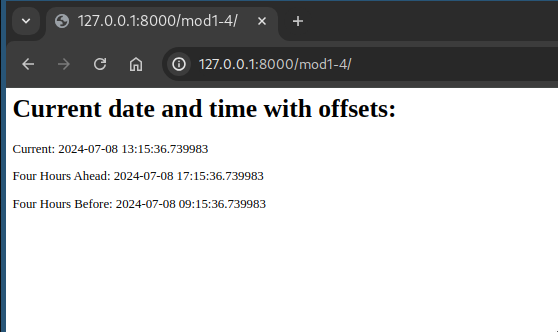 127.0.0.1:8000/mod1-4/
127.0.0.1:8000/mod1-4/
Current date and time with offsets:
Current: 2024-07-08 13:15:36.739983
Four Hours Ahead: 2024-07-08 17:15:36.739983
Four Hours Before: 2024-07-08 09:15:36.739983